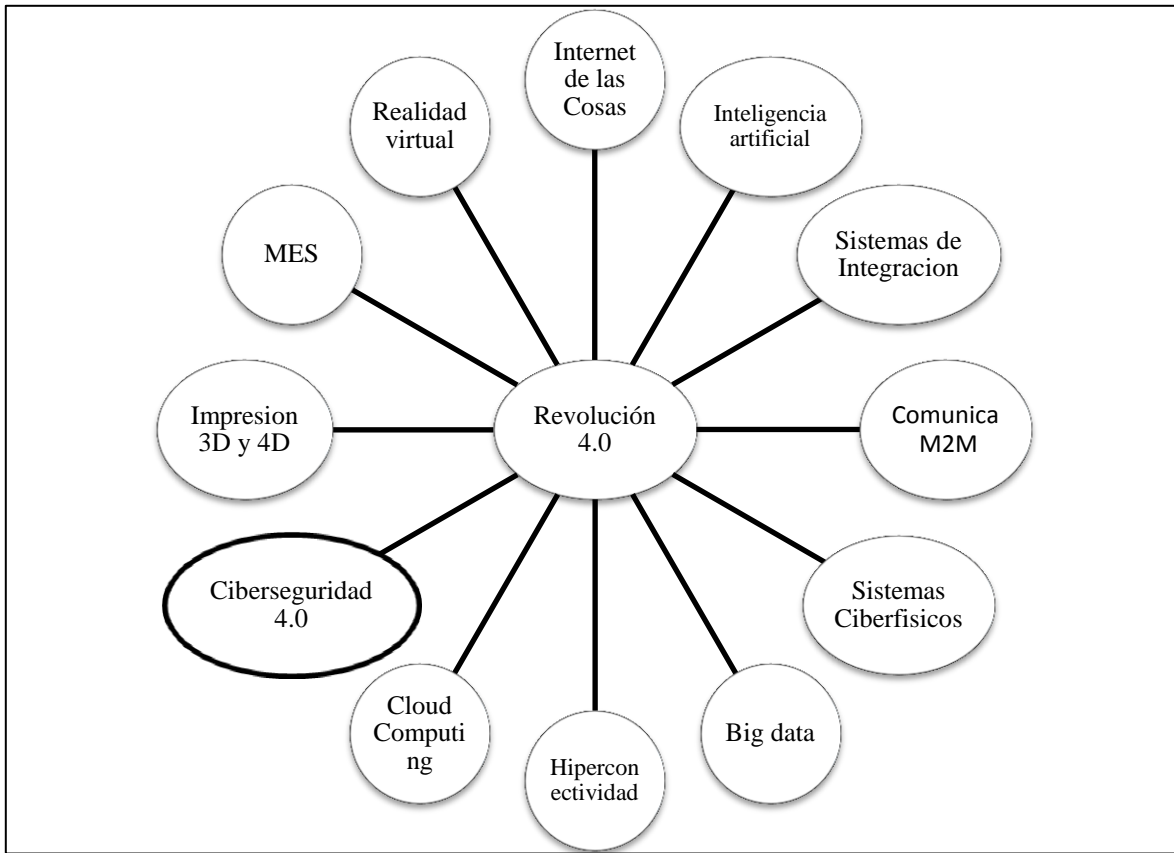 Internet
de las
Cosas
Inteligencia
artificial
Sistemas de
Integracion
Comunica
M2M
Sistemas
Ciberfisicos
Big data
Hipercon
ectividad
Cloud
Computi
ng
Ciberseguridad
4.0
Impresion
3D y 4D
MES
Realidad
virtual
Revolución
4.0